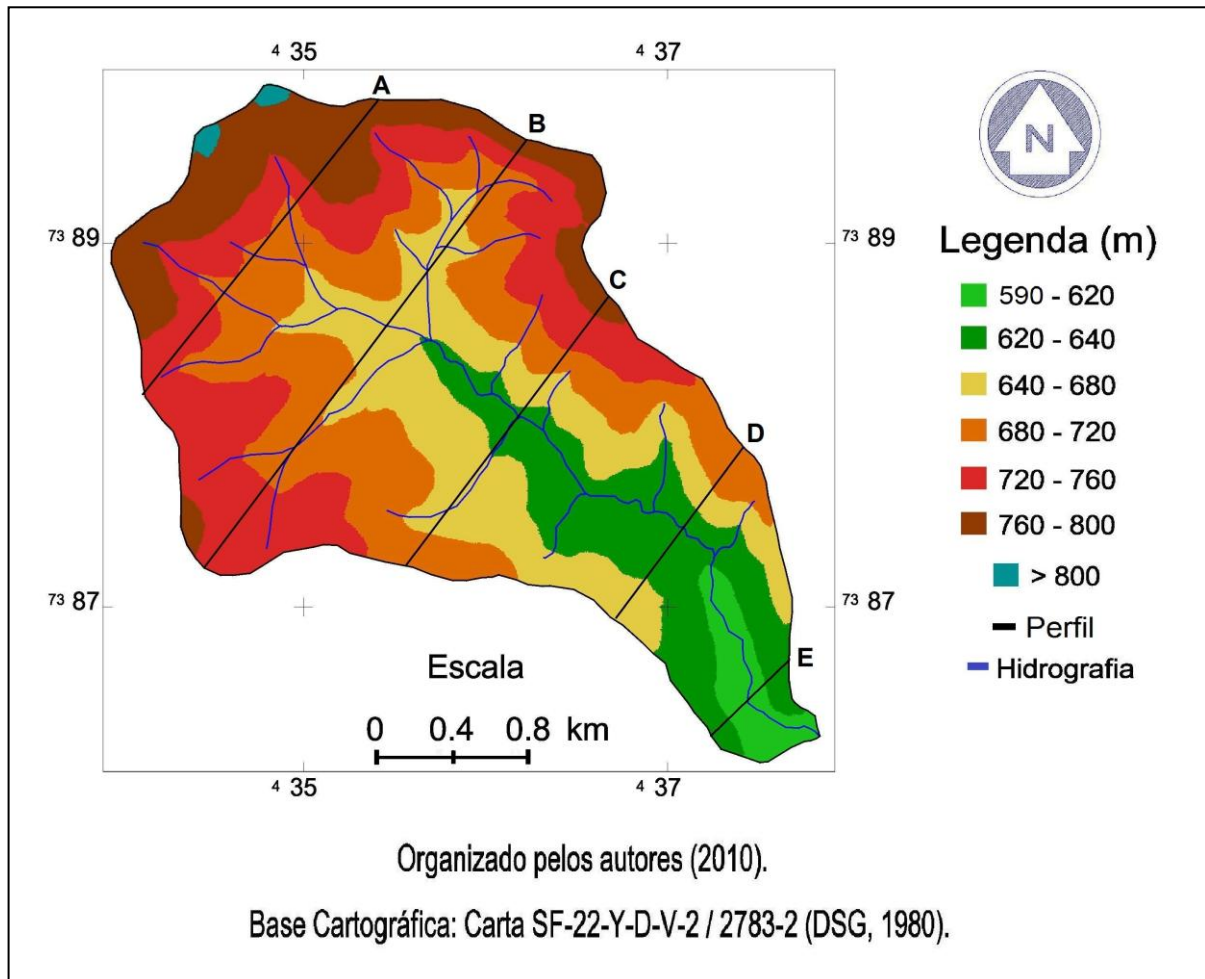 4 35
4 37
A
B
N
73 89
73 89
Legenda (m)
C
590 - 620
620 - 640
640 - 680
680 - 720
D
720 - 760
760 - 800
> 800
73 87
73 87
Perfil
E
Escala
Hidrografia
0 0.4 0.8 km
4 35
4 37
Organizado pelos autores (2010).
Base Cartográfica: Carta SF-22-Y-D-V-2 / 2783-2 (DSG, 1980).